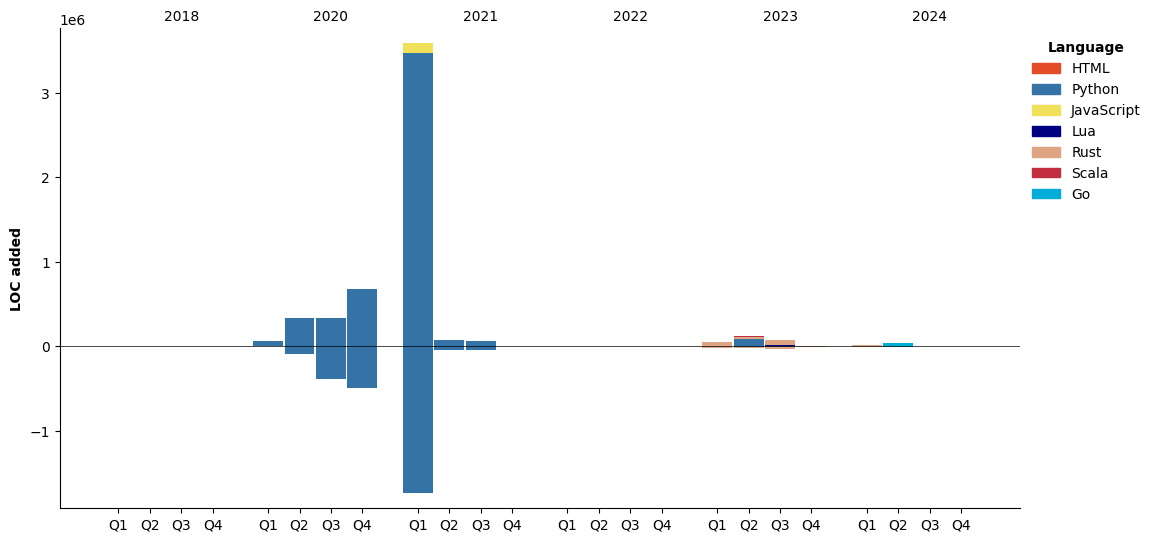 1e6
2018 2020 2021 2022 2023 2024
Language
HTML
Python
JavaScript
Lua
Rust
Scala
Go
LOC added
3
2
1
0
−1
Q1 Q2 Q3 Q4 Q1 Q2 Q3 Q4 Q1 Q2 Q3 Q4 Q1 Q2 Q3 Q4 Q1 Q2 Q3 Q4 Q1 Q2 Q3 Q4